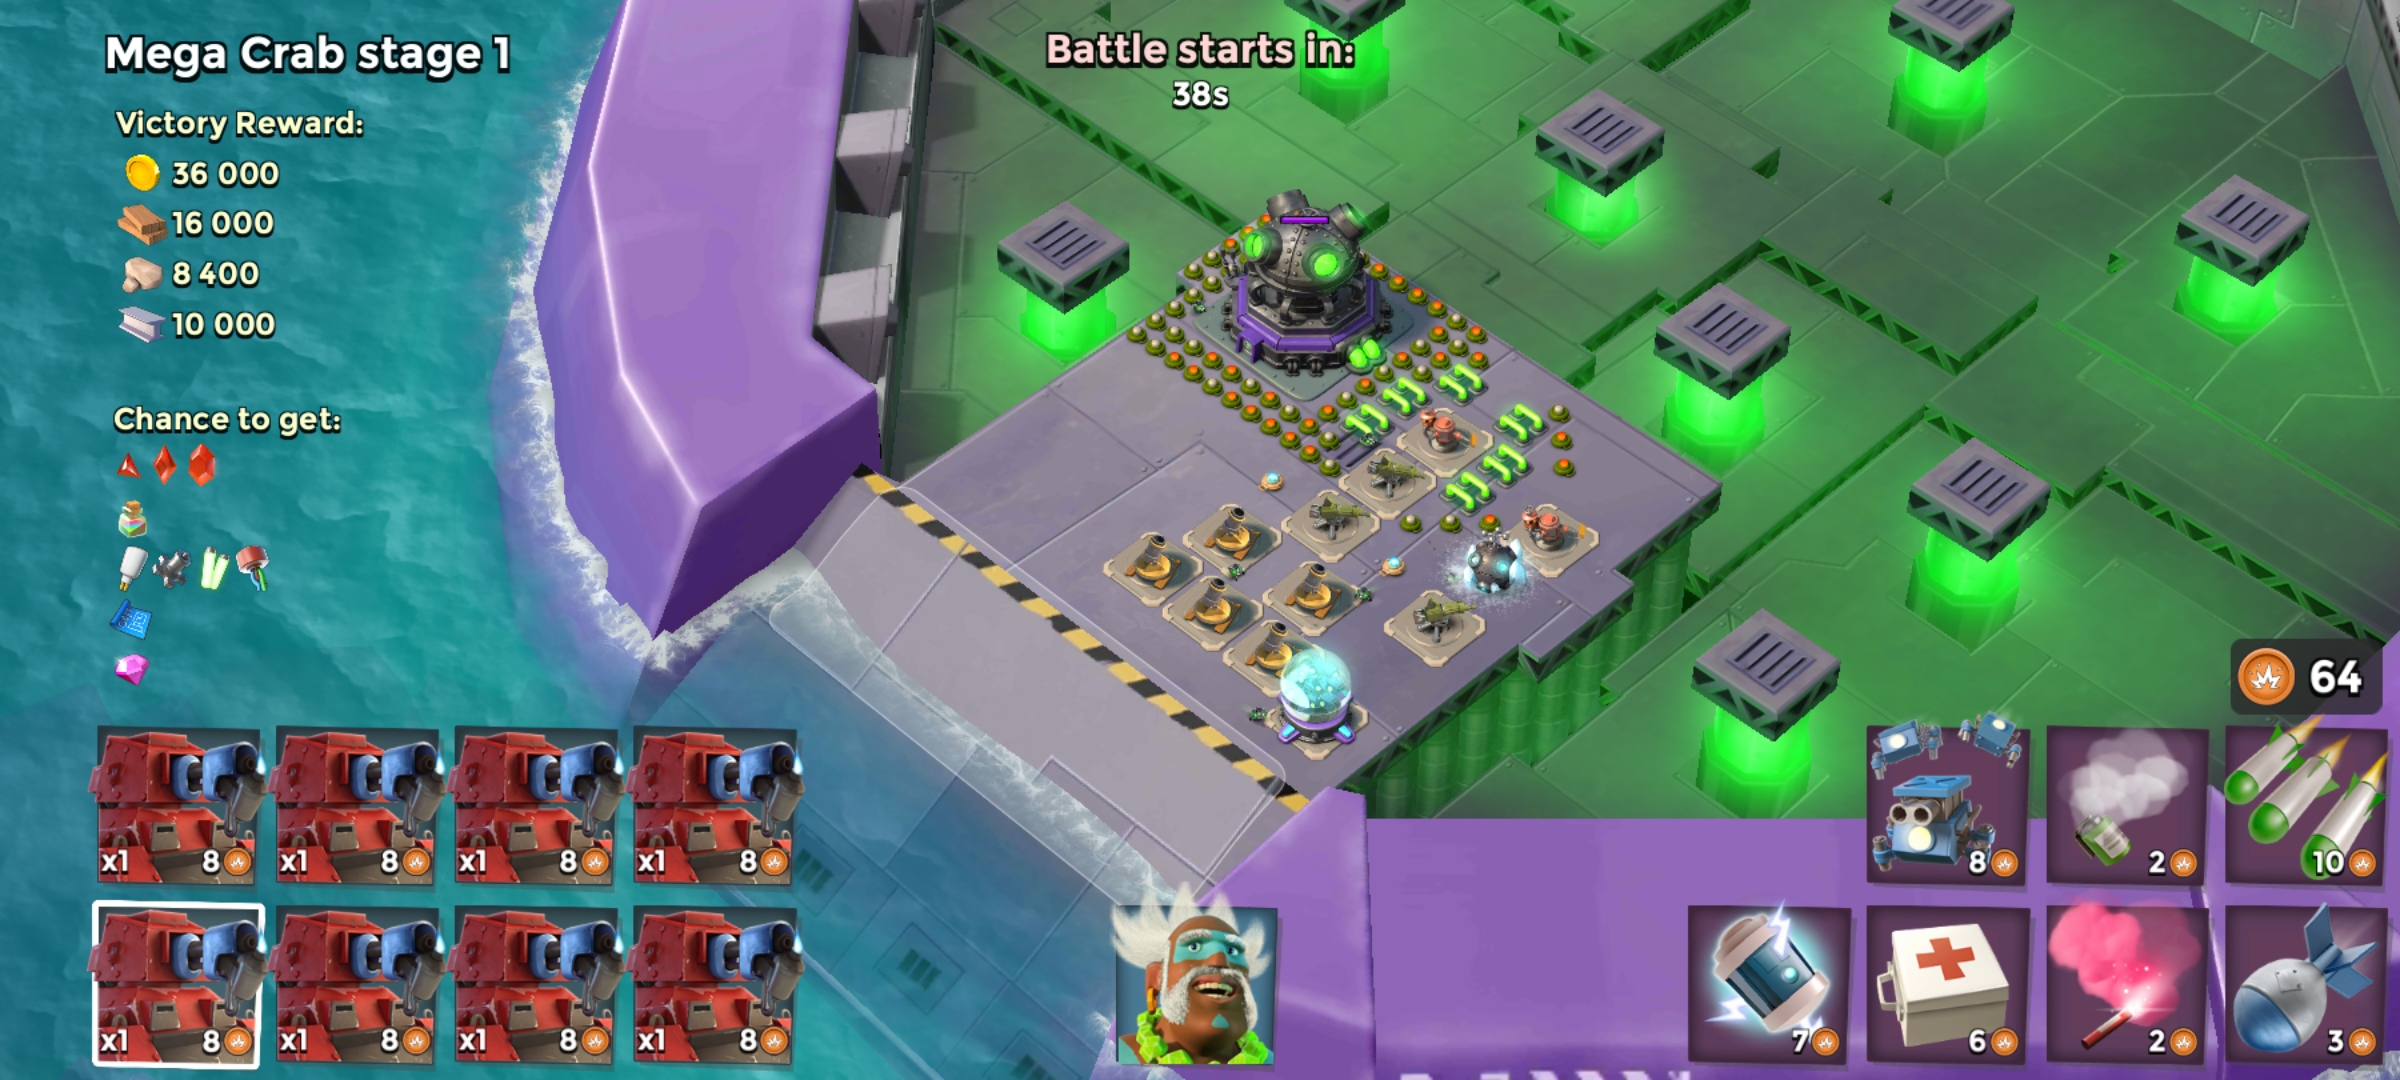 Mega Crab stage 1
Battle starts in:
38s
Victory Reward:
36 000
16 000
8 400
10 000
Chance to get:
64
x1 8
x1 8
x1 8
x1 8
8
2
10
x1 8
x1 8
x1 8
x1 8
7
6
2
3